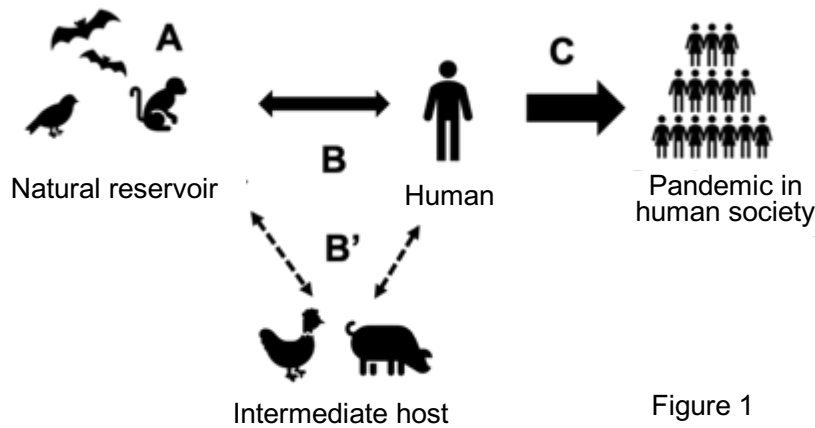 A
C
B
Natural reservoir
Human
Pandemic in
human society
B'
Intermediate host
Figure 1